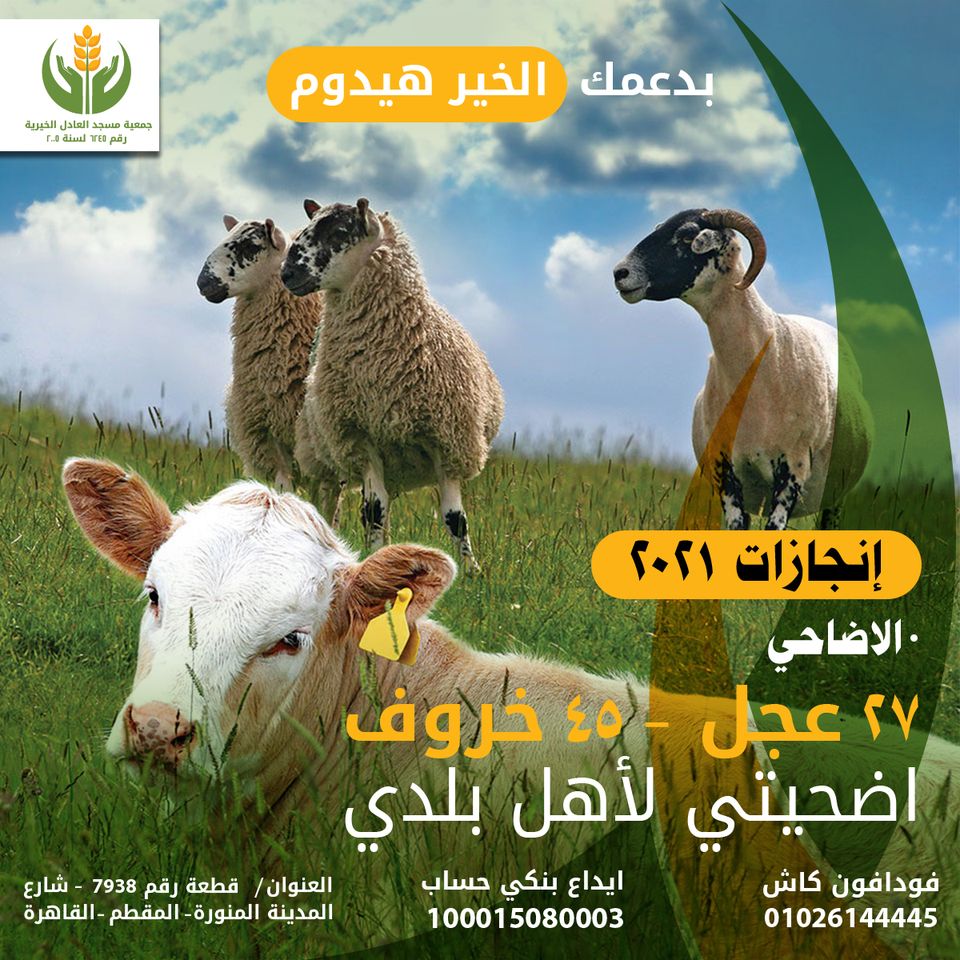 جمعية مسجد العادل الخيرية
رقم ٦٢٤٥ لسنة ٢٠٠٥
بدعمك الخير هيدوم
إنجازات ٢٠٢١
٠ الاضاحي
٢٧ عجل - ٤٥ خروف
اضحيتي لأهل بلدي
فودافون كاش
01026144445
ايداع بنكي حساب
100015080003
العنوان/ قطعة رقم 7938 - شارع
المدينة المنورة- المقطم -القاهرة